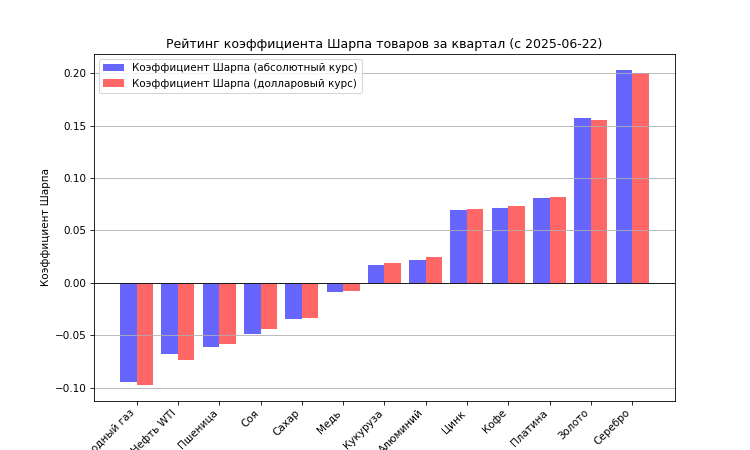 Рейтинг коэффициента Шарпа товаров за квартал (с 2025-06-22)
Коэффициент Шарпа (абсолютный курс)
Коэффициент Шарпа (долларовый курс)
Коэффициент Шарпа
0.20
0.15
0.10
0.05
0.00
−0.05
−0.10
одный газ
Нефть WTI
Пшеница
Соя
Сахар
Медь
Кукуруза
Алюминий
Цинк
Кофе
Платина
Золото
Серебро